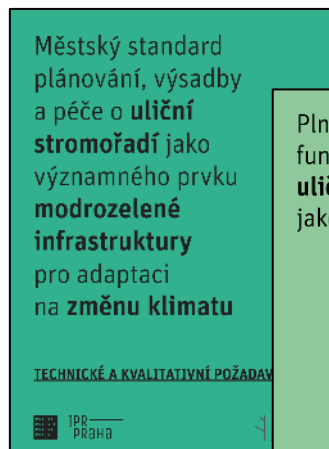 Městský standard
plánování, výsadby
a péče o uliční
stromořadí jako
významného prvku
modrozelené
infrastruktury
pro adaptaci
na změnu klimatu
TECHNICKÉ A KVALITATIVNÍ POŽADAV
IPR
PRAHA
Pln
fun
ulič
jako